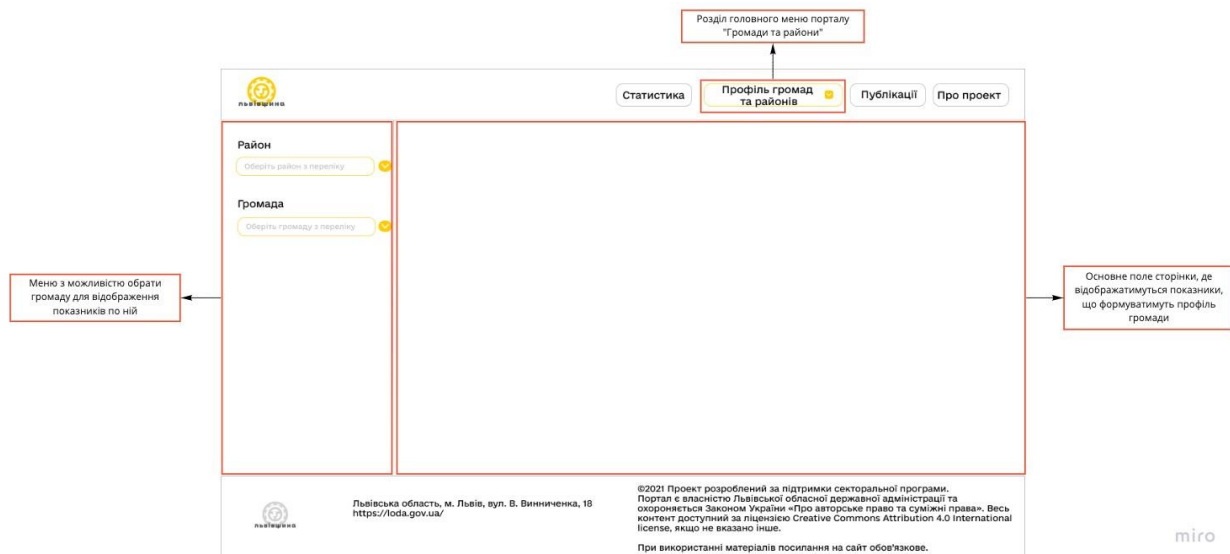 Розділ головного меню порталу
"Громади та райони"
ЛЬВІВЩИНА
Статистика
Профіль громад
та районів
Публікації
Про проект
Район
Оберіть район з переліку
Громада
Оберіть громаду з переліку
Меню з можливістю обрати
громаду для відображення
показників по ній
Основне поле сторінки, де
відображатимуться показники,
що формуватимуть профіль
громади
ЛЬВІВЩИНА
Львівська область, м. Львів, вул. В. Винниченка, 18
https://loda.gov.ua/
©2021 Проект розроблений за підтримки секторальної програми.
Портал є власністю Львівської обласної державної адміністрації та
охороняється Законом України «Про авторське право та суміжні права». Весь
контент доступний за ліцензією Creative Commons Attribution 4.0 International
license, якщо не вказано інше.
При використанні матеріалів посилання на сайт обов'язкове.
miro